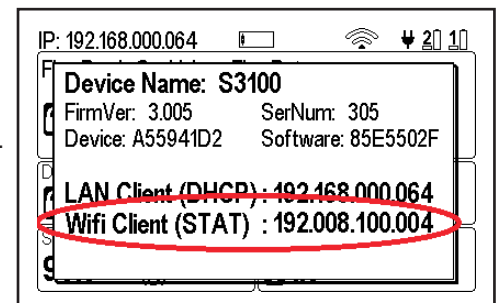 IP: 192.168.000.064 2 1
Device Name: S3100
FirmVer: 3.005 SerNum: 305
Device: A55941D2 Software: 85E5502F
LAN Client (DHCP) : 192.168.000.064
Wifi Client (STAT) : 192.008.100.004